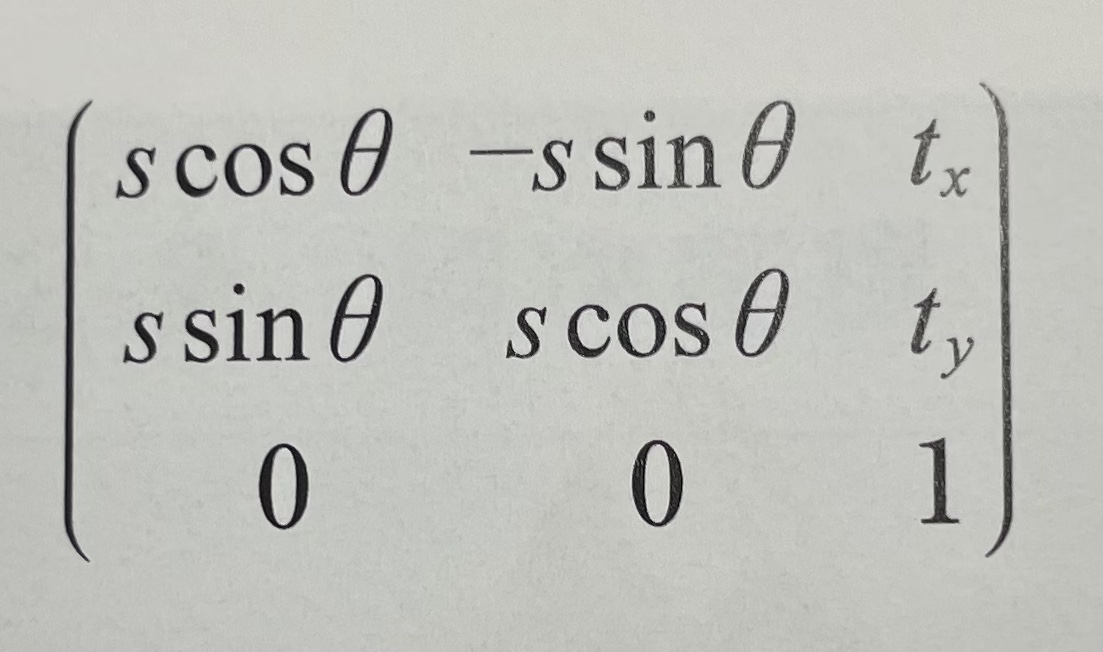 s cos θ −s sin θ t_x
s sin θ s cos θ t_y
0 0 1